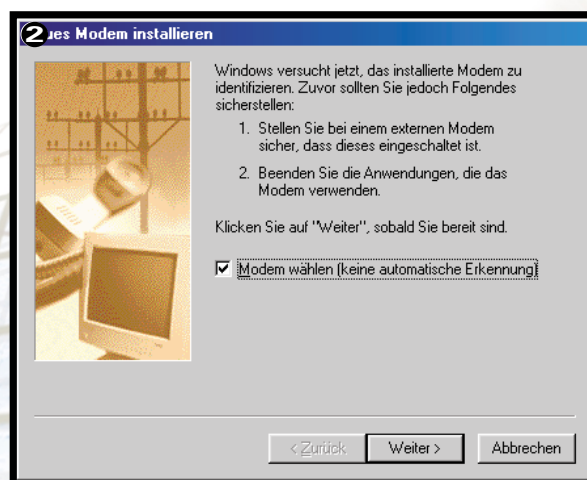 2 ues Modem installieren
Windows versucht jetzt, das installierte Modem zu
identifizieren. Zuvor sollten Sie jedoch Folgendes
sicherstellen:
1. Stellen Sie bei einem externen Modem
sicher, dass dieses eingeschaltet ist.
2. Beenden Sie die Anwendungen, die das
Modem verwenden.
Klicken Sie auf "Weiter", sobald Sie bereit sind.
Modem wählen (keine automatische Erkennung)
< Zurück Weiter > Abbrechen